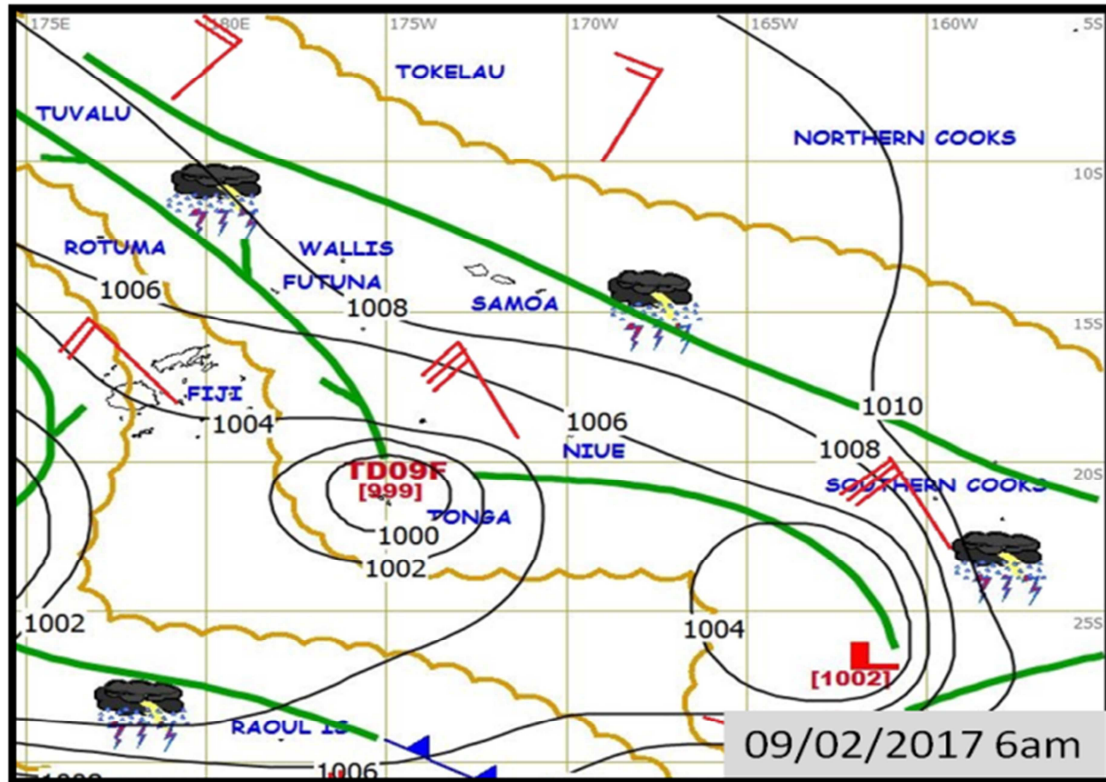 175E
180E
175W
170W
165W
160W
5S
TOKELAU
TUVALU
NORTHERN COOKS
10S
ROTUMA
WALLIS
FUTUNA
1006
1008
SAMOA
15S
FIJI
1004
1006
1010
NIUE
1008
TD09F
[999]
20S
SOUTHERN COOKS
TONGA
1000
1002
1002
1004
25S
L
[1002]
RAOUL IS
1006
09/02/2017 6am